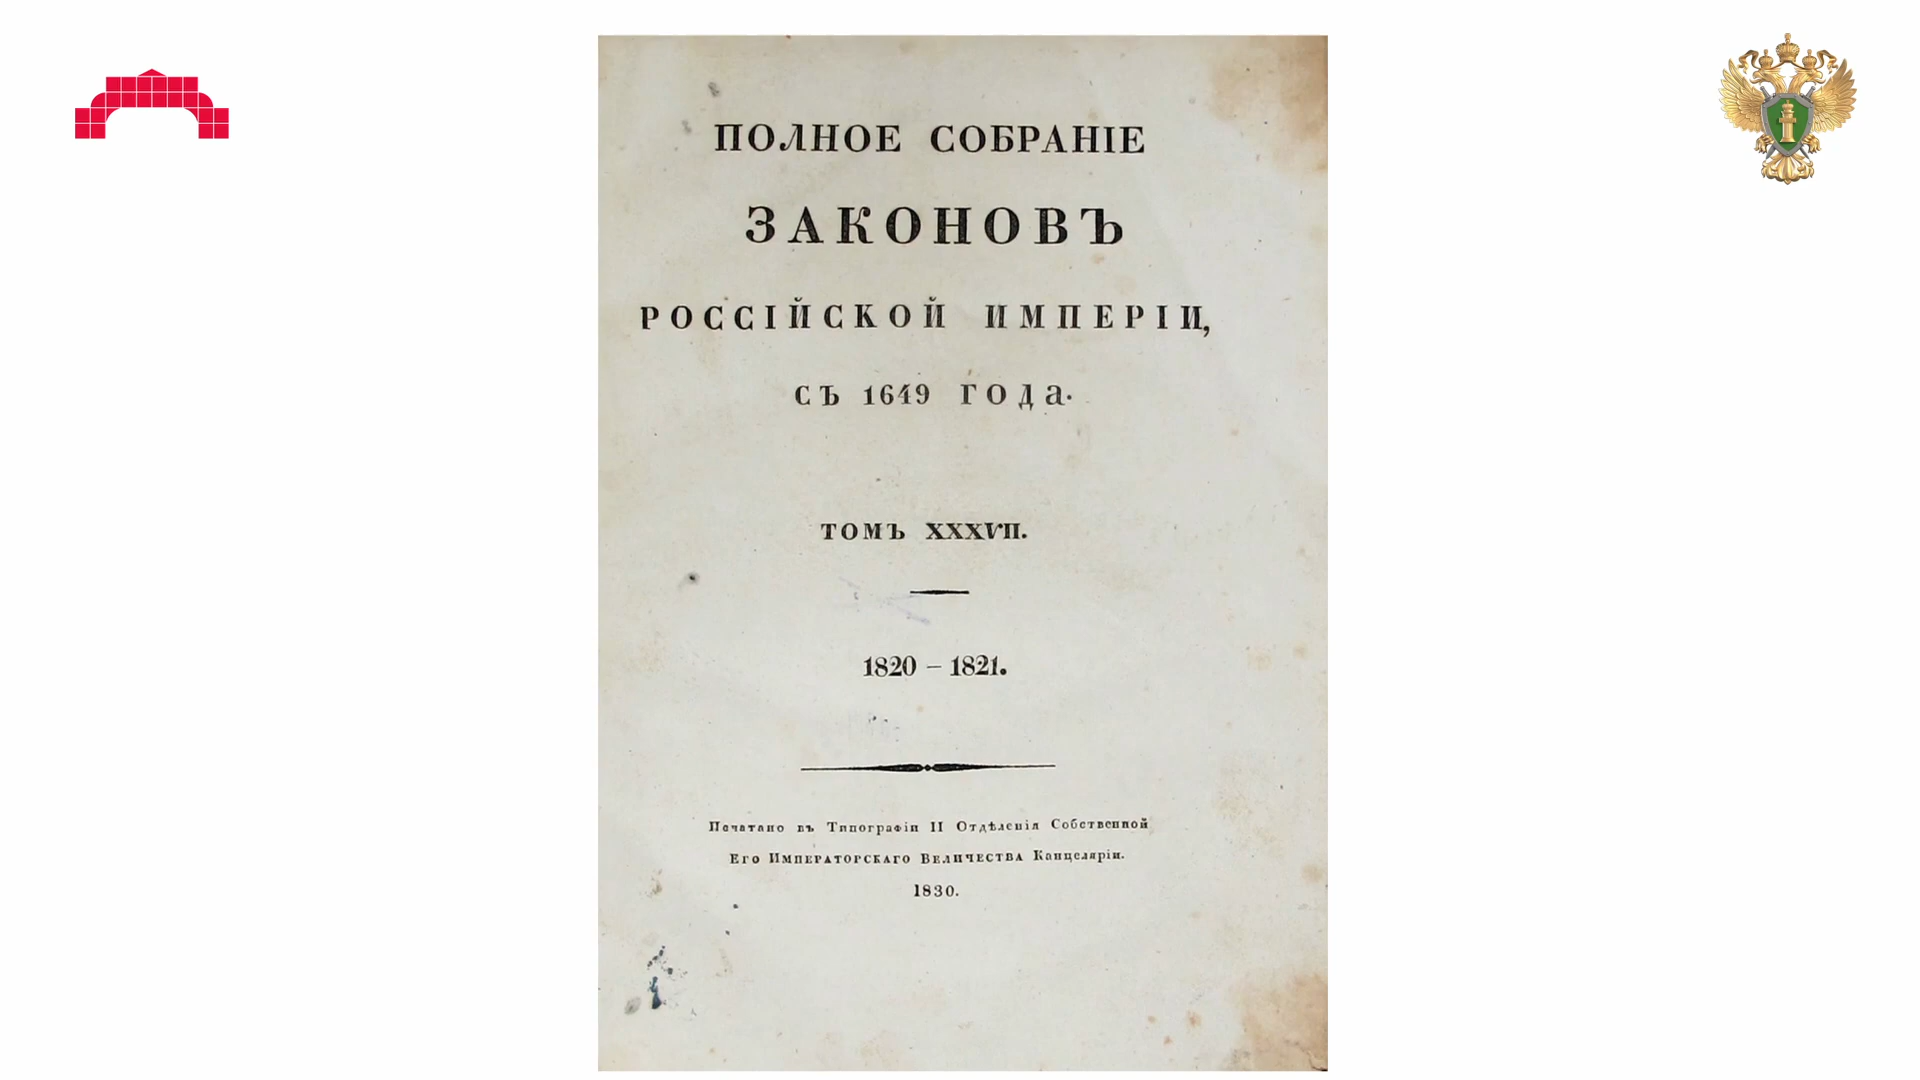 ПОЛНОЕ СОБРАНІЕ
ЗАКОНОВЪ
РОССІЙСКОЙ ИМПЕРІИ,
СЪ 1649 ГОДа.
ТОМЪ XXXVII.
1820 – 1821.
Печатано въ Типографіи II Отдѣленія Собственной
Его Императорскаго Величества Канцеляріи.
1830.